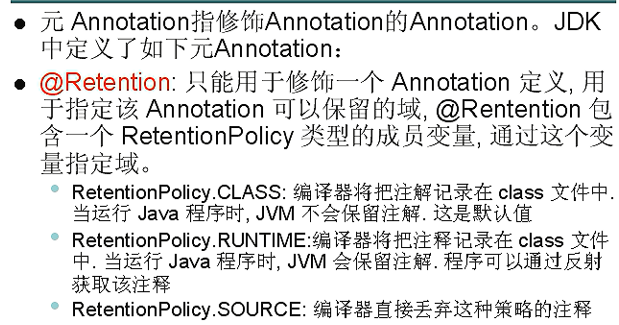 元 Annotation指修饰Annotation的Annotation。JDK
中定义了如下元Annotation：
@Retention: 只能用于修饰一个 Annotation 定义, 用
于指定该 Annotation 可以保留的域, @Rentention 包
含一个 RetentionPolicy 类型的成员变量, 通过这个变
量指定域。
RetentionPolicy.CLASS: 编译器将把注解记录在 class 文件中.
当运行 Java 程序时, JVM 不会保留注解. 这是默认值
RetentionPolicy.RUNTIME:编译器将把注释记录在 class 文件
中. 当运行 Java 程序时, JVM 会保留注解. 程序可以通过反射
获取该注释
RetentionPolicy.SOURCE: 编译器直接丢弃这种策略的注释